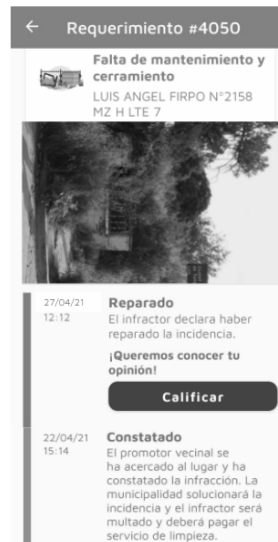 ← Requerimiento #4050
Falta de mantenimiento y
cerramiento
LUIS ANGEL FIRPO N°2158
MZ H LTE 7
27/04/21
12:12
Reparado
El infractor declara haber
reparado la incidencia.
¡Queremos conocer tu
opinión!
Calificar
22/04/21
15:14
Constatado
El promotor vecinal se
ha acercado al lugar y ha
constatado la infracción. La
municipalidad solucionará la
incidencia y el infractor será
multado y deberá pagar el
servicio de limpieza.